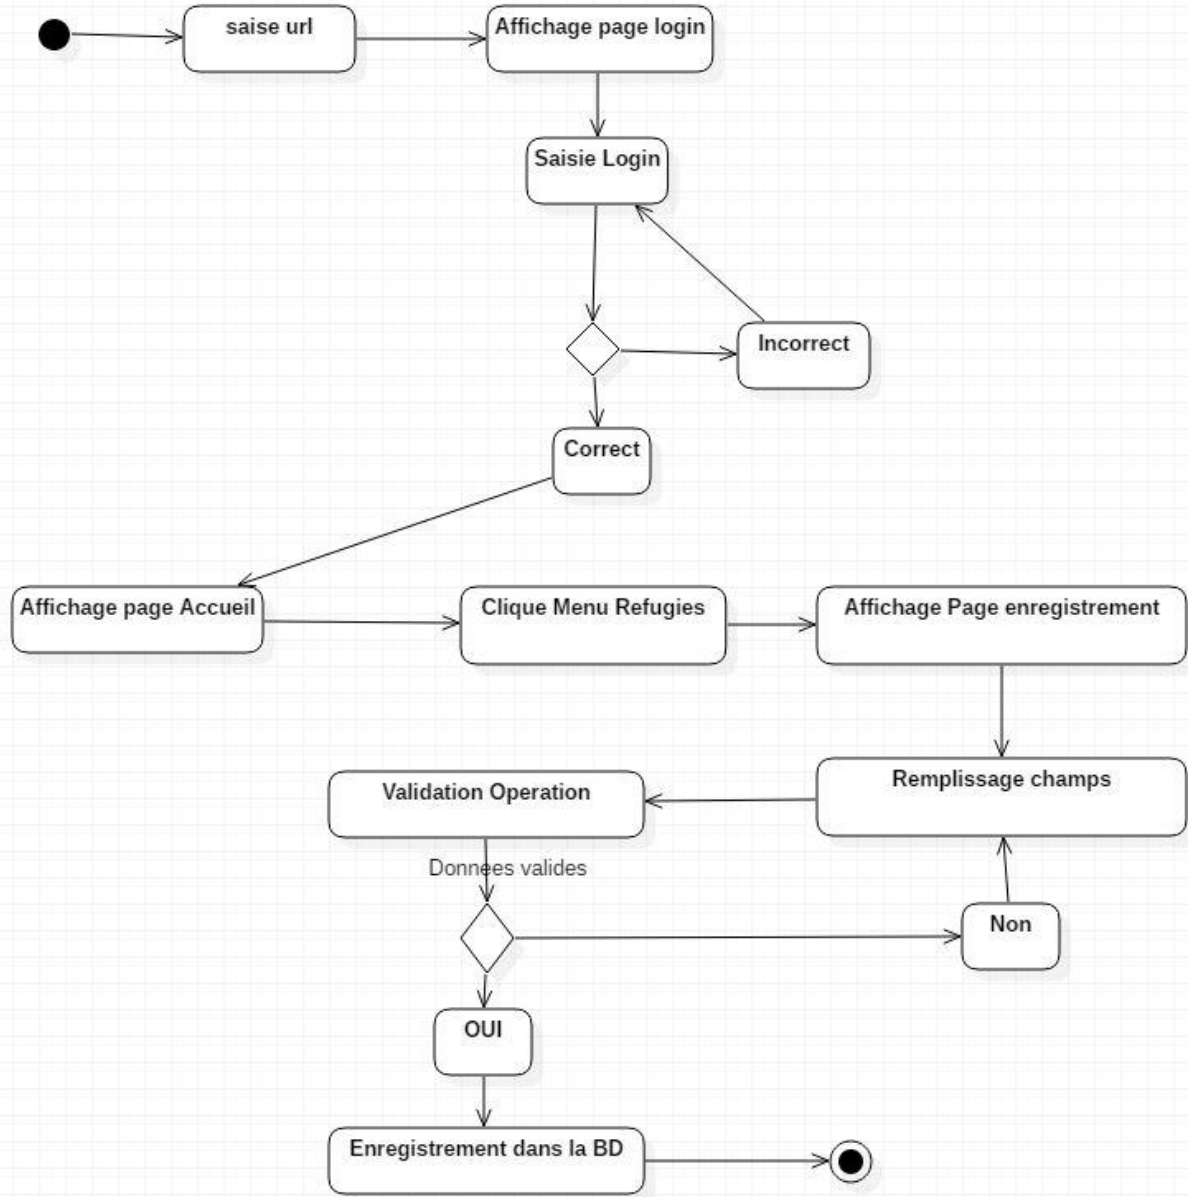 saise url
Affichage page login
Saisie Login
Incorrect
Correct
Affichage page Accueil
Clique Menu Refugies
Affichage Page enregistrement
Remplissage champs
Validation Operation
Donnees valides
Non
OUI
Enregistrement dans la BD